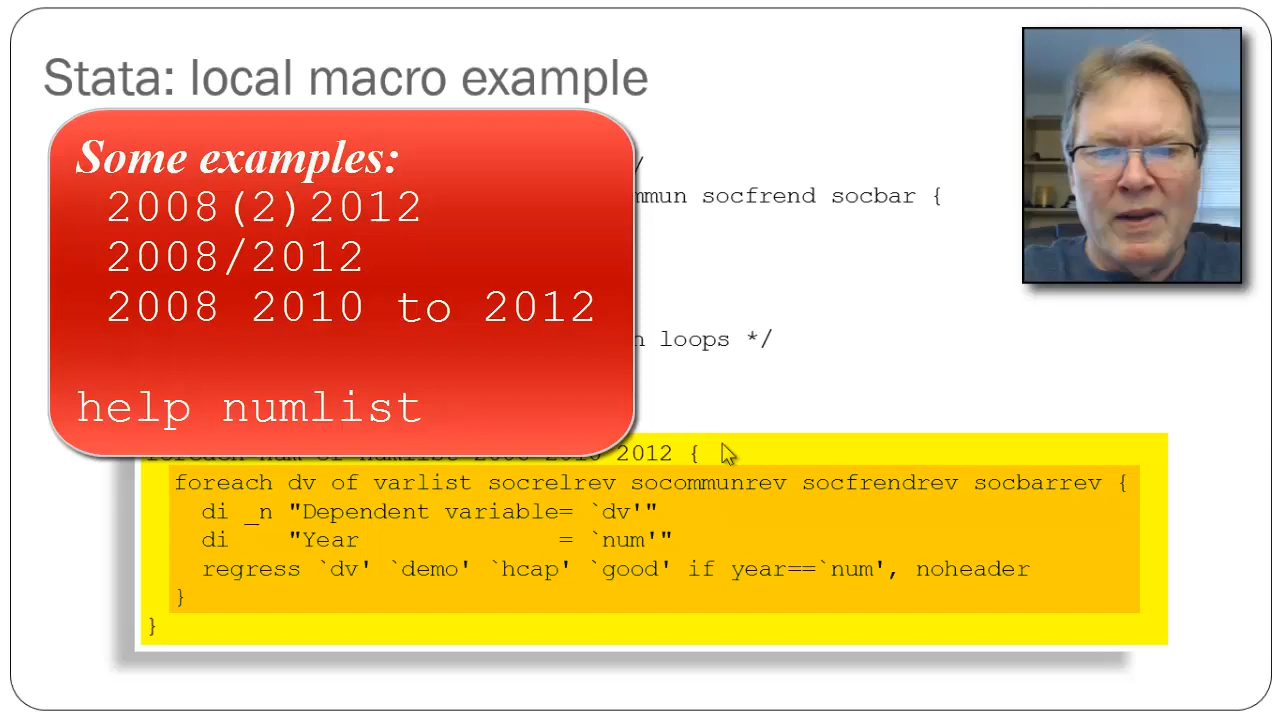 Stata: local macro example
Some examples:
2008(2)2012
2008/2012
2008 2010 to 2012
help numlist
/
socfrend socbar {
loops */
2012 {
foreach dv of varlist socrelrev socommunrev socfrendrev socbarrev {
di _n "Dependent variable= `dv'"
di "Year = `num'"
regress `dv' `demo' `hcap' `good' if year==`num', noheader
}
}